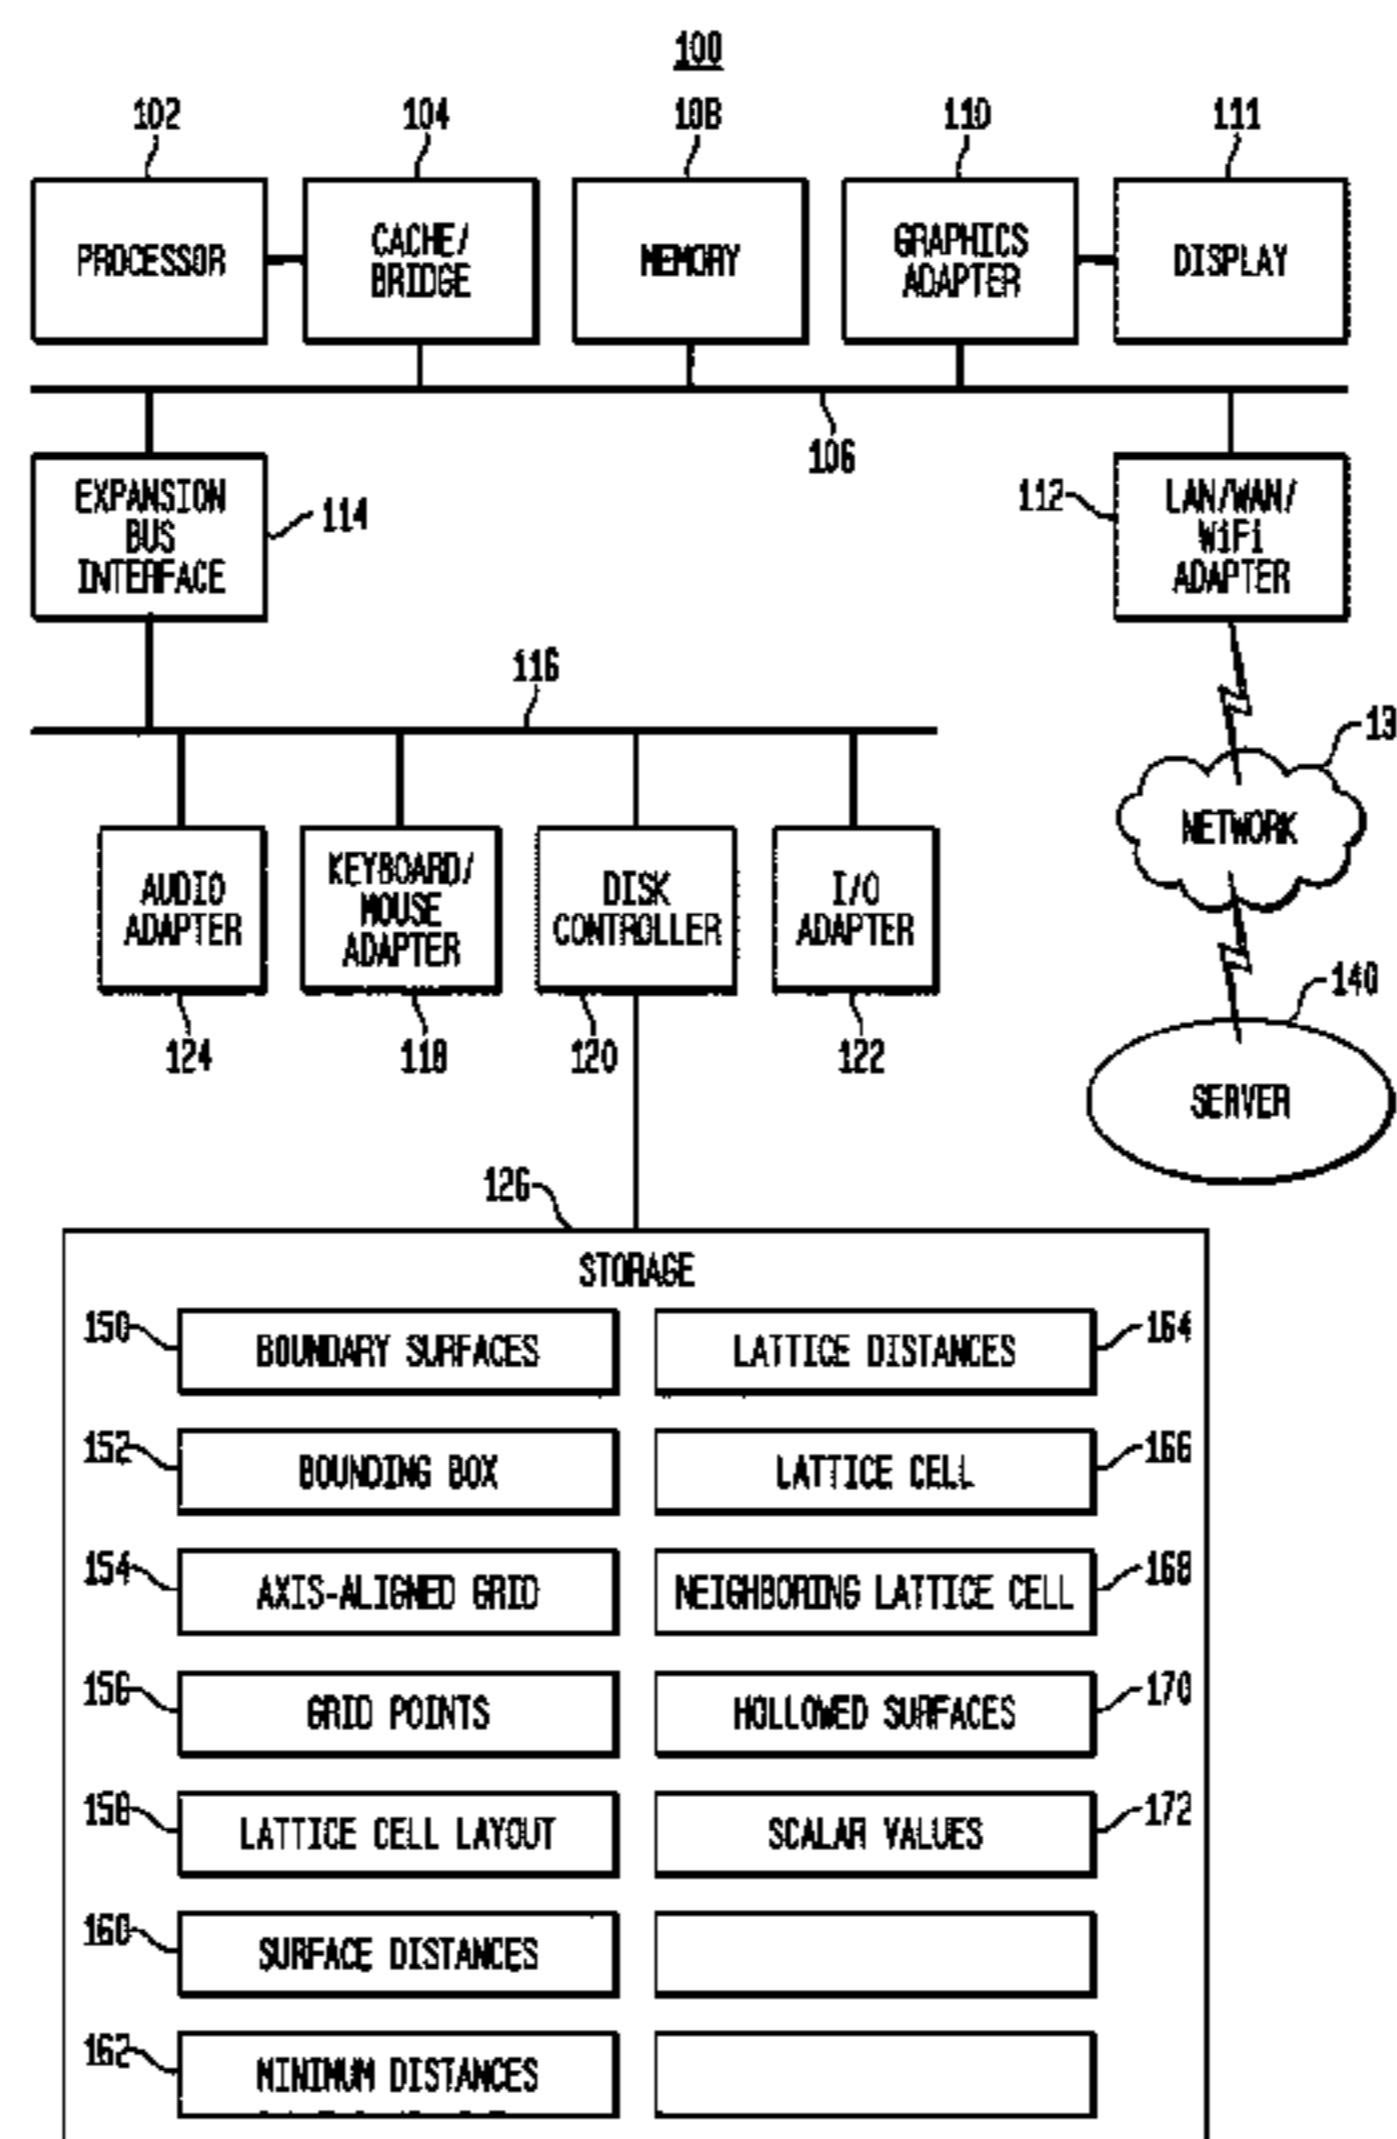 100
102
104
108
110
111
PROCESSOR
CACHE/
BRIDGE
MEMORY
GRAPHICS
ADAPTER
DISPLAY
106
EXPANSION
BUS
INTERFACE
114
112
LAN/WAN/
WiFi
ADAPTER
116
13
NETWORK
AUDIO
ADAPTER
KEYBOARD/
MOUSE
ADAPTER
DISK
CONTROLLER
I/O
ADAPTER
124
118
120
122
140
SERVER
126
STORAGE
150
BOUNDARY SURFACES
LATTICE DISTANCES
164
152
BOUNDING BOX
LATTICE CELL
166
154
AXIS-ALIGNED GRID
NEIGHBORING LATTICE CELL
168
156
GRID POINTS
HOLLOWED SURFACES
170
158
LATTICE CELL LAYOUT
SCALAR VALUES
172
160
SURFACE DISTANCES
162
MINIMUM DISTANCES